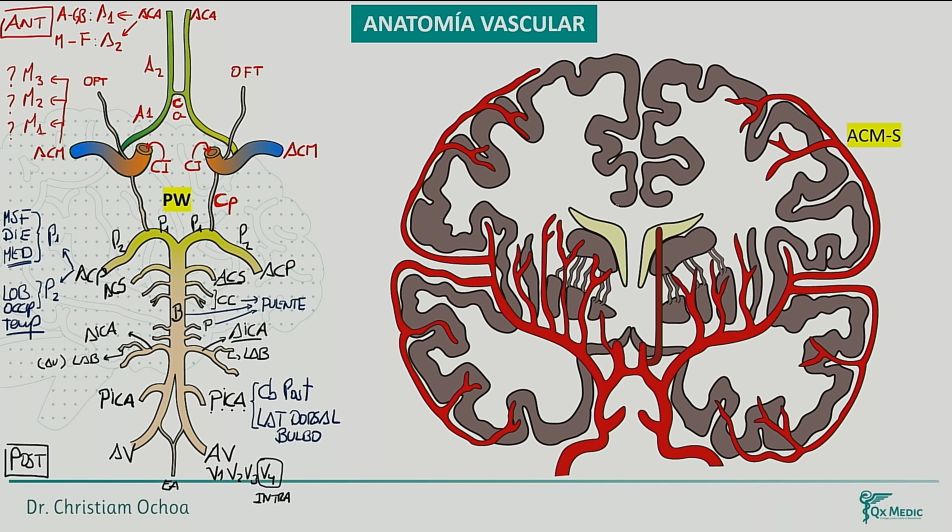 ANATOMÍA VASCULAR
ANT
A-GB: A1 ← ACA
ACA
M-F: A2
A2
? M3
? M2
? M1
OFT
OFT
A1
C
a
ACM
ACM
CI
CI
PW
Cp
MSF
DIE
MED
P1
P1
P1
P2
P2
ACP
ACP
LOB
OCCIP
TEMP
P2
ACS
ACS
CC
B
PUENTE
P
AICA
AICA
(AU) LAB
LAB
PICA
PICA
Cb Post
LAT DORSAL
BULBO
AV
AV
V1 V2 V3 V4
INTRA
EA
POST
ACM-S
Dr. Christiam Ochoa
QX MEDIC